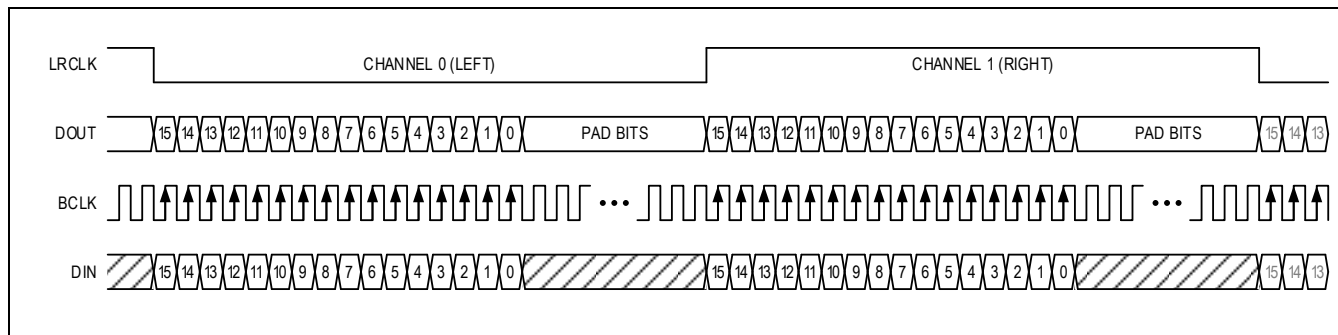 LRCLK CHANNEL 0 (LEFT) CHANNEL 1 (RIGHT)
DOUT 15 14 13 12 11 10 9 8 7 6 5 4 3 2 1 0 PAD BITS 15 14 13 12 11 10 9 8 7 6 5 4 3 2 1 0 PAD BITS 15 14 13
BCLK
DIN 15 14 13 12 11 10 9 8 7 6 5 4 3 2 1 0 15 14 13 12 11 10 9 8 7 6 5 4 3 2 1 0 15 14 13